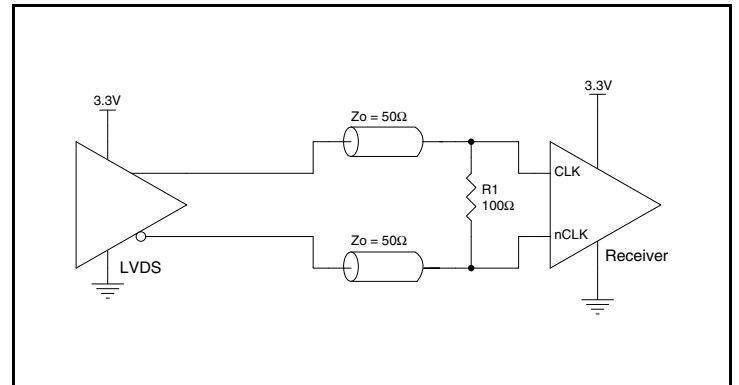 3.3V
3.3V
Zo = 50Ω
CLK
R1
100Ω
nCLK
Zo = 50Ω
LVDS
Receiver